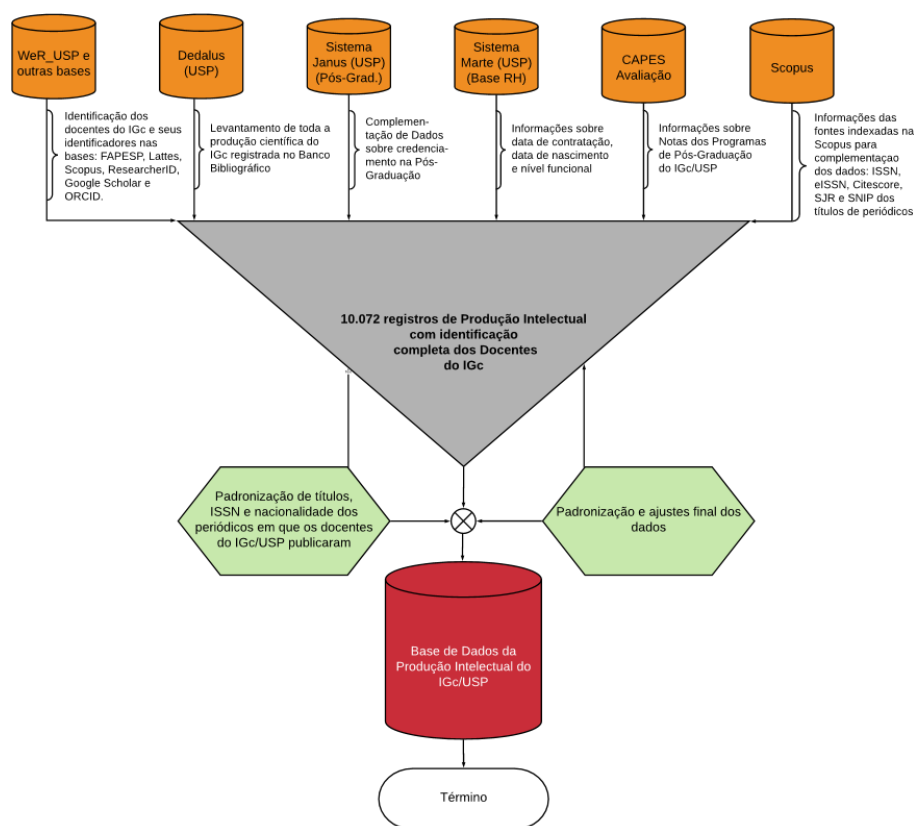 WeR_USP e
outras bases
Dedalus
(USP)
Sistema
Janus (USP)
(Pós-Grad.)
Sistema
Marte (USP)
(Base RH)
CAPES
Avaliação
Scopus
Identificação dos
docentes do IGc e seus
identificadores nas
bases: FAPESP, Lattes,
Scopus, ResearcherID,
Google Scholar e
ORCID.
Levantamento de toda a
produção científica do
IGc registrada no Banco
Bibliográfico
Complemen-
tação de Dados
sobre credencia-
mento na Pós-
Graduação
Informações sobre
data de contratação,
data de nascimento
e nível funcional
Informações sobre
Notas dos Programas
de Pós-Graduação
do IGc/USP
Informações das
fontes indexadas na
Scopus para
complementaçao
dos dados: ISSN,
eISSN, Citescore,
SJR e SNIP dos
títulos de periódicos
10.072 registros de Produção Intelectual
com identificação
completa dos Docentes
do IGc
Padronização de títulos,
ISSN e nacionalidade dos
periódicos em que os docentes
do IGc/USP publicaram
Padronização e ajustes final dos
dados
Base de Dados da
Produção Intelectual do
IGc/USP
Término